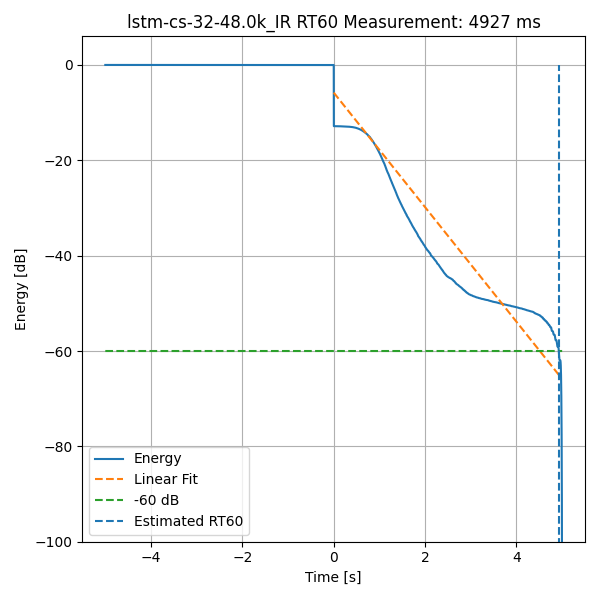 lstm-cs-32-48.0k_IR RT60 Measurement: 4927 ms
Energy [dB]
0
−20
−40
−60
−80
−100
Energy
Linear Fit
-60 dB
Estimated RT60
−4
−2
0
2
4
Time [s]